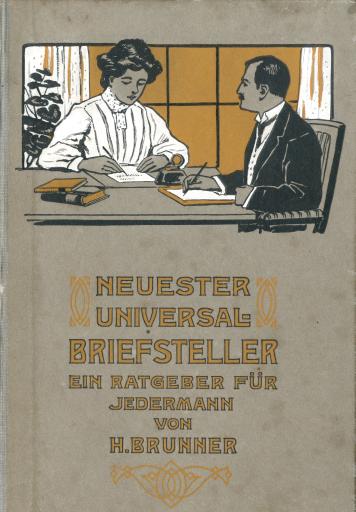 NEUESTER
UNIVERSAL-
BRIEFSTELLER
EIN RATGEBER FÜR
JEDERMANN
VON
H. BRUNNER